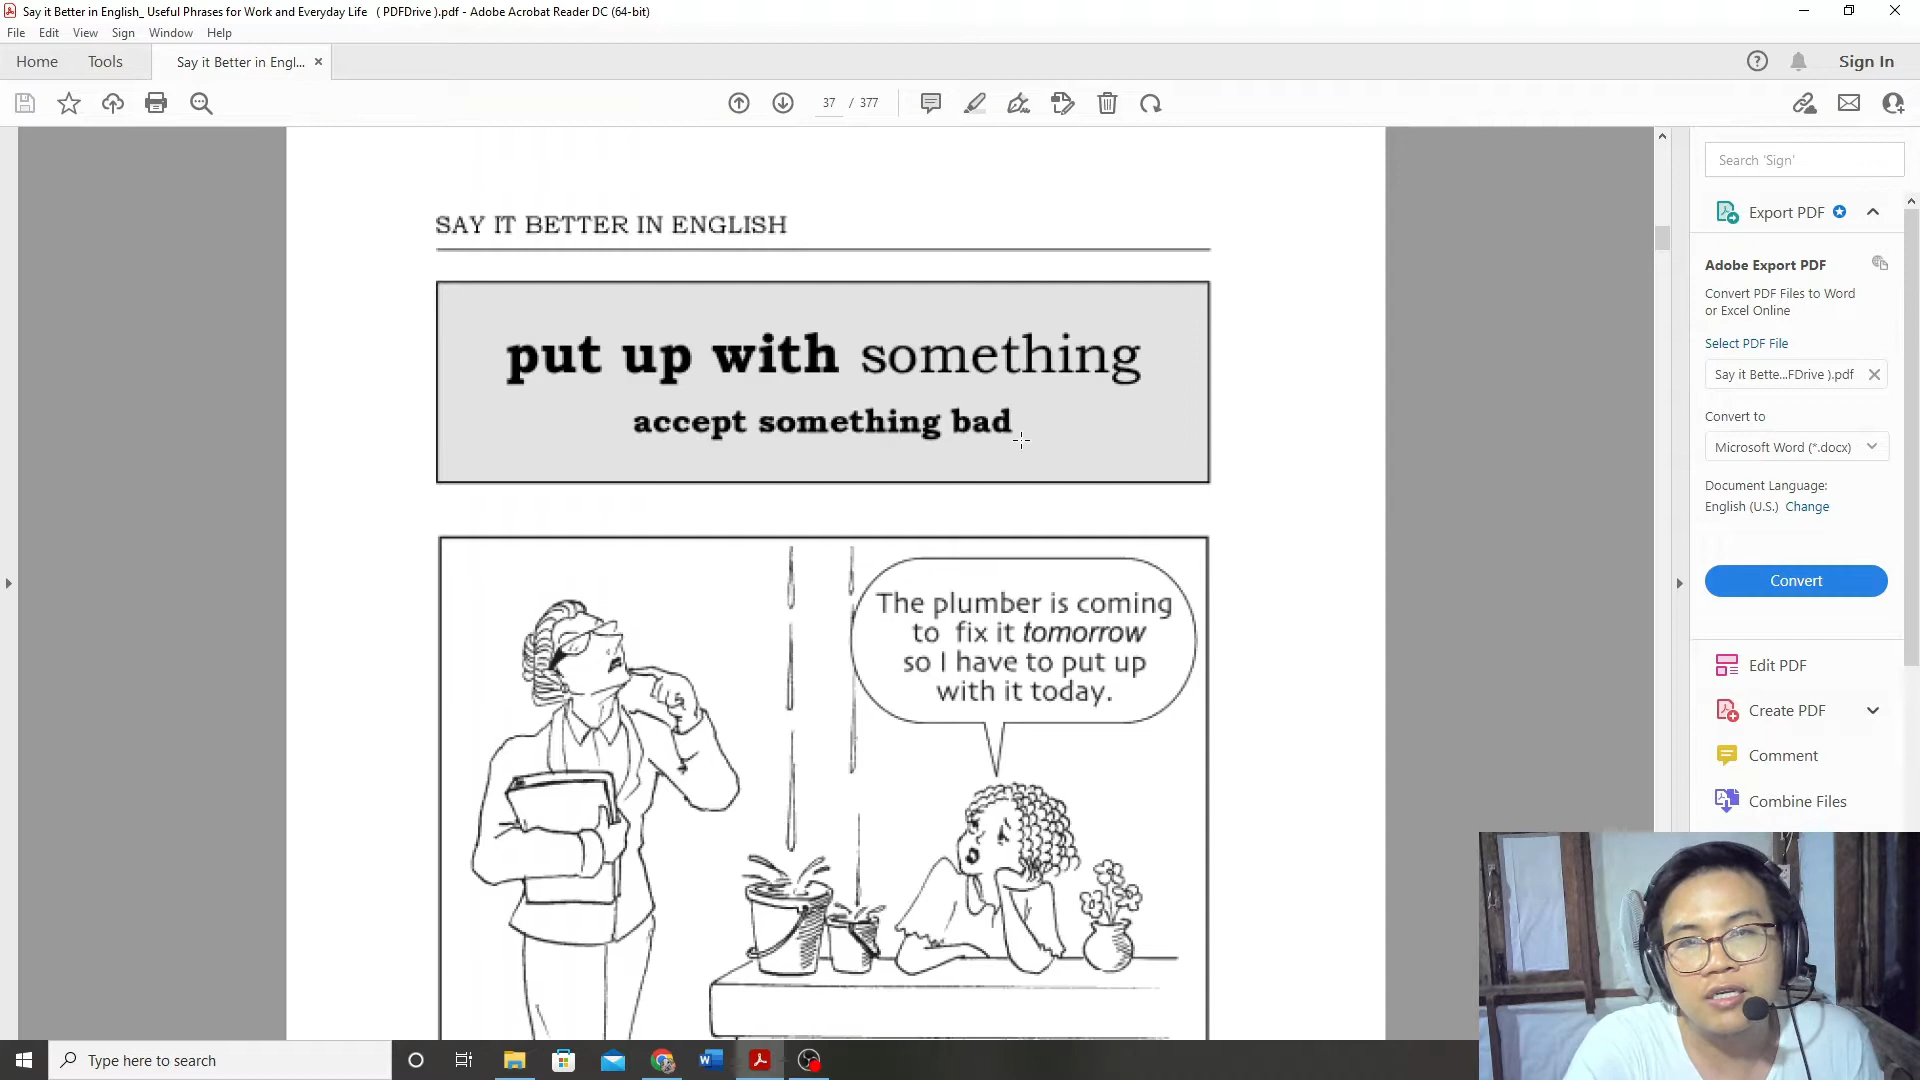 Say it Better in English_ Useful Phrases for Work and Everyday Life   ( PDFDrive ).pdf - Adobe Acrobat Reader DC (64-bit)
File Edit View Sign Window Help
Home Tools Say it Better in Engl... ×
Sign In
37 / 377
SAY IT BETTER IN ENGLISH
put up with something
accept something bad
The plumber is coming
to fix it tomorrow
so I have to put up
with it today.
Search 'Sign'
Export PDF
Adobe Export PDF
Convert PDF Files to Word
or Excel Online
Select PDF File
Say it Bette...FDrive ).pdf
Convert to
Microsoft Word (*.docx)
Document Language:
English (U.S.) Change
Convert
Edit PDF
Create PDF
Comment
Combine Files
Type here to search